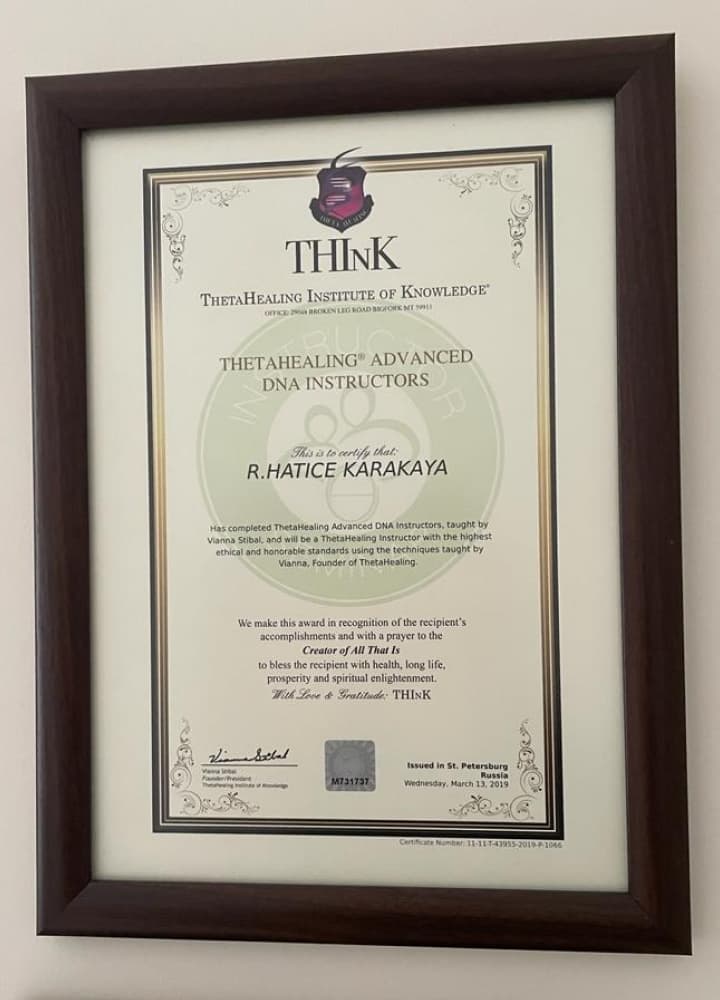 THETA HEALING
THInK
ThetaHealing Institute of Knowledge®
OFFICE: 29048 BROKEN LEG ROAD BIGFORK MT 59911
INSTRUCTOR
THETAHEALING® ADVANCED
DNA INSTRUCTORS
This is to certify that:
R.HATICE KARAKAYA
Has completed ThetaHealing Advanced DNA Instructors, taught by
Vianna Stibal, and will be a ThetaHealing Instructor with the highest
ethical and honorable standards using the techniques taught by
Vianna, Founder of ThetaHealing.
We make this award in recognition of the recipient's
accomplishments and with a prayer to the
Creator of All That Is
to bless the recipient with health, long life,
prosperity and spiritual enlightenment.
With Love & Gratitude: THInK
Vianna Stibal
Vianna Stibal
Founder/President
ThetaHealing Institute of Knowledge
M731737
Issued in St. Petersburg
Russia
Wednesday, March 13, 2019
Certificate Number: 11-11-T-43955-2019-P-1066